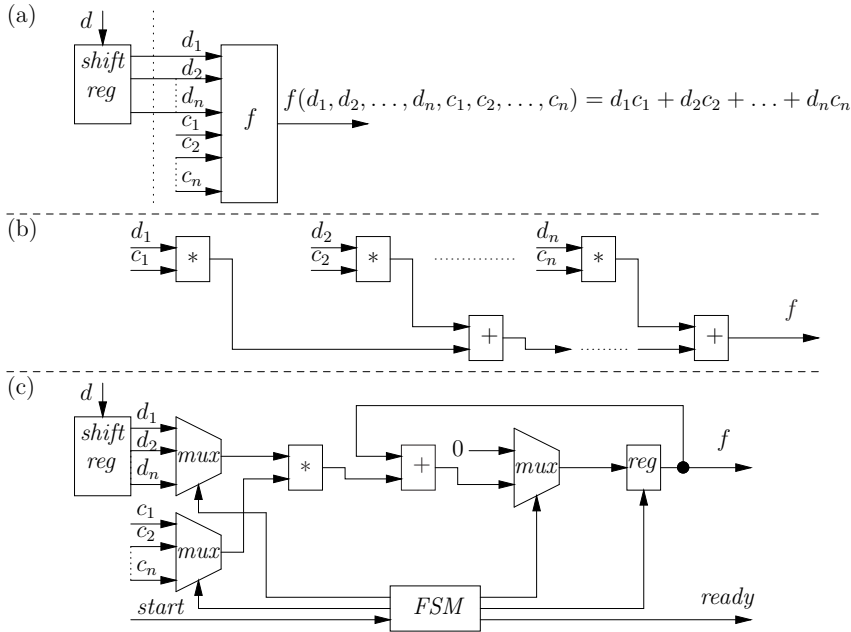 (a)
d
shift
reg
d₁
d₂
dₙ
c₁
c₂
cₙ
f
f(d₁, d₂, . . . , dₙ, c₁, c₂, . . . , cₙ) = d₁c₁ + d₂c₂ + . . . + dₙcₙ
(b)
d₁
c₁
*
d₂
c₂
*
dₙ
cₙ
*
+
+
f
(c)
d
shift
reg
d₁
d₂
dₙ
mux
c₁
c₂
cₙ
mux
*
+
0
mux
reg
f
start
FSM
ready